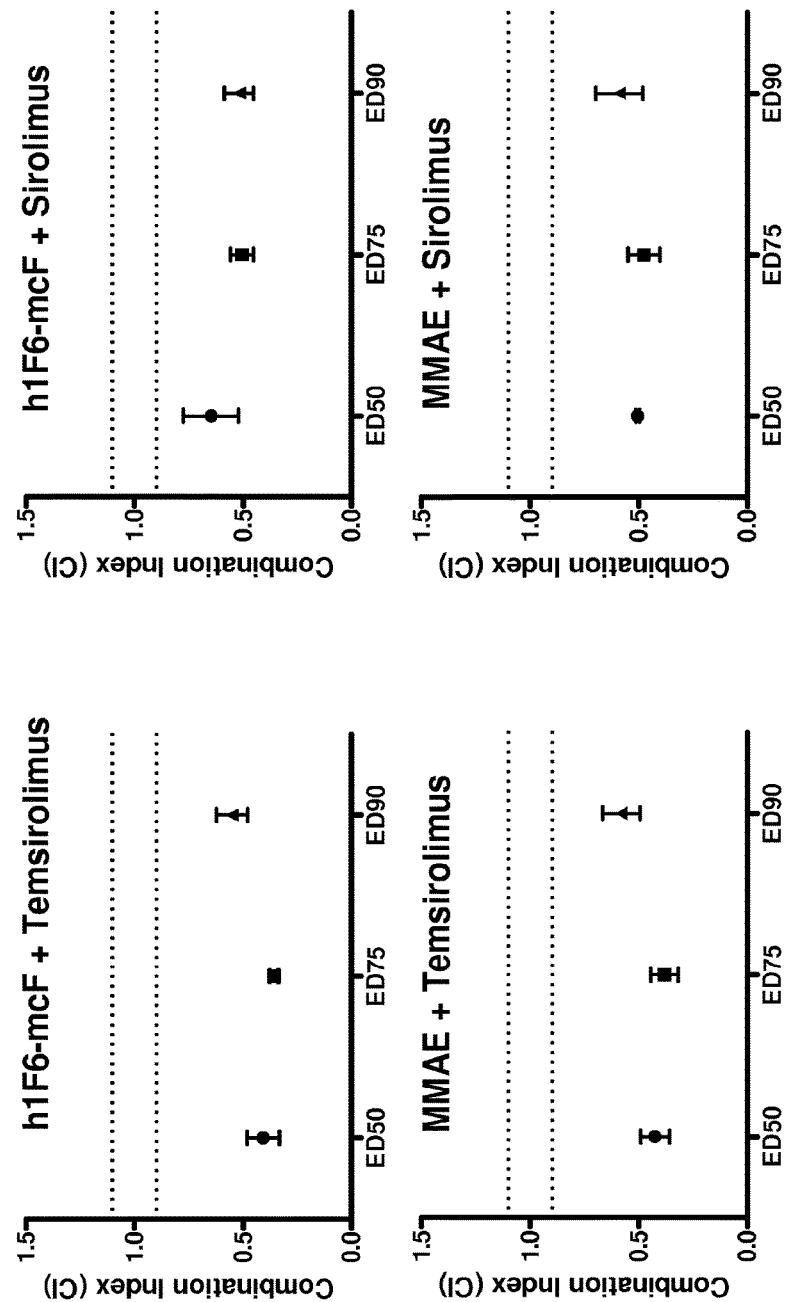 h1F6-mcF + Temsirolimus
Combination Index (CI)
1.5
1.0
0.5
0.0
ED50
ED75
ED90
h1F6-mcF + Sirolimus
Combination Index (CI)
1.5
1.0
0.5
0.0
ED50
ED75
ED90
MMAE + Temsirolimus
Combination Index (CI)
1.5
1.0
0.5
0.0
ED50
ED75
ED90
MMAE + Sirolimus
Combination Index (CI)
1.5
1.0
0.5
0.0
ED50
ED75
ED90